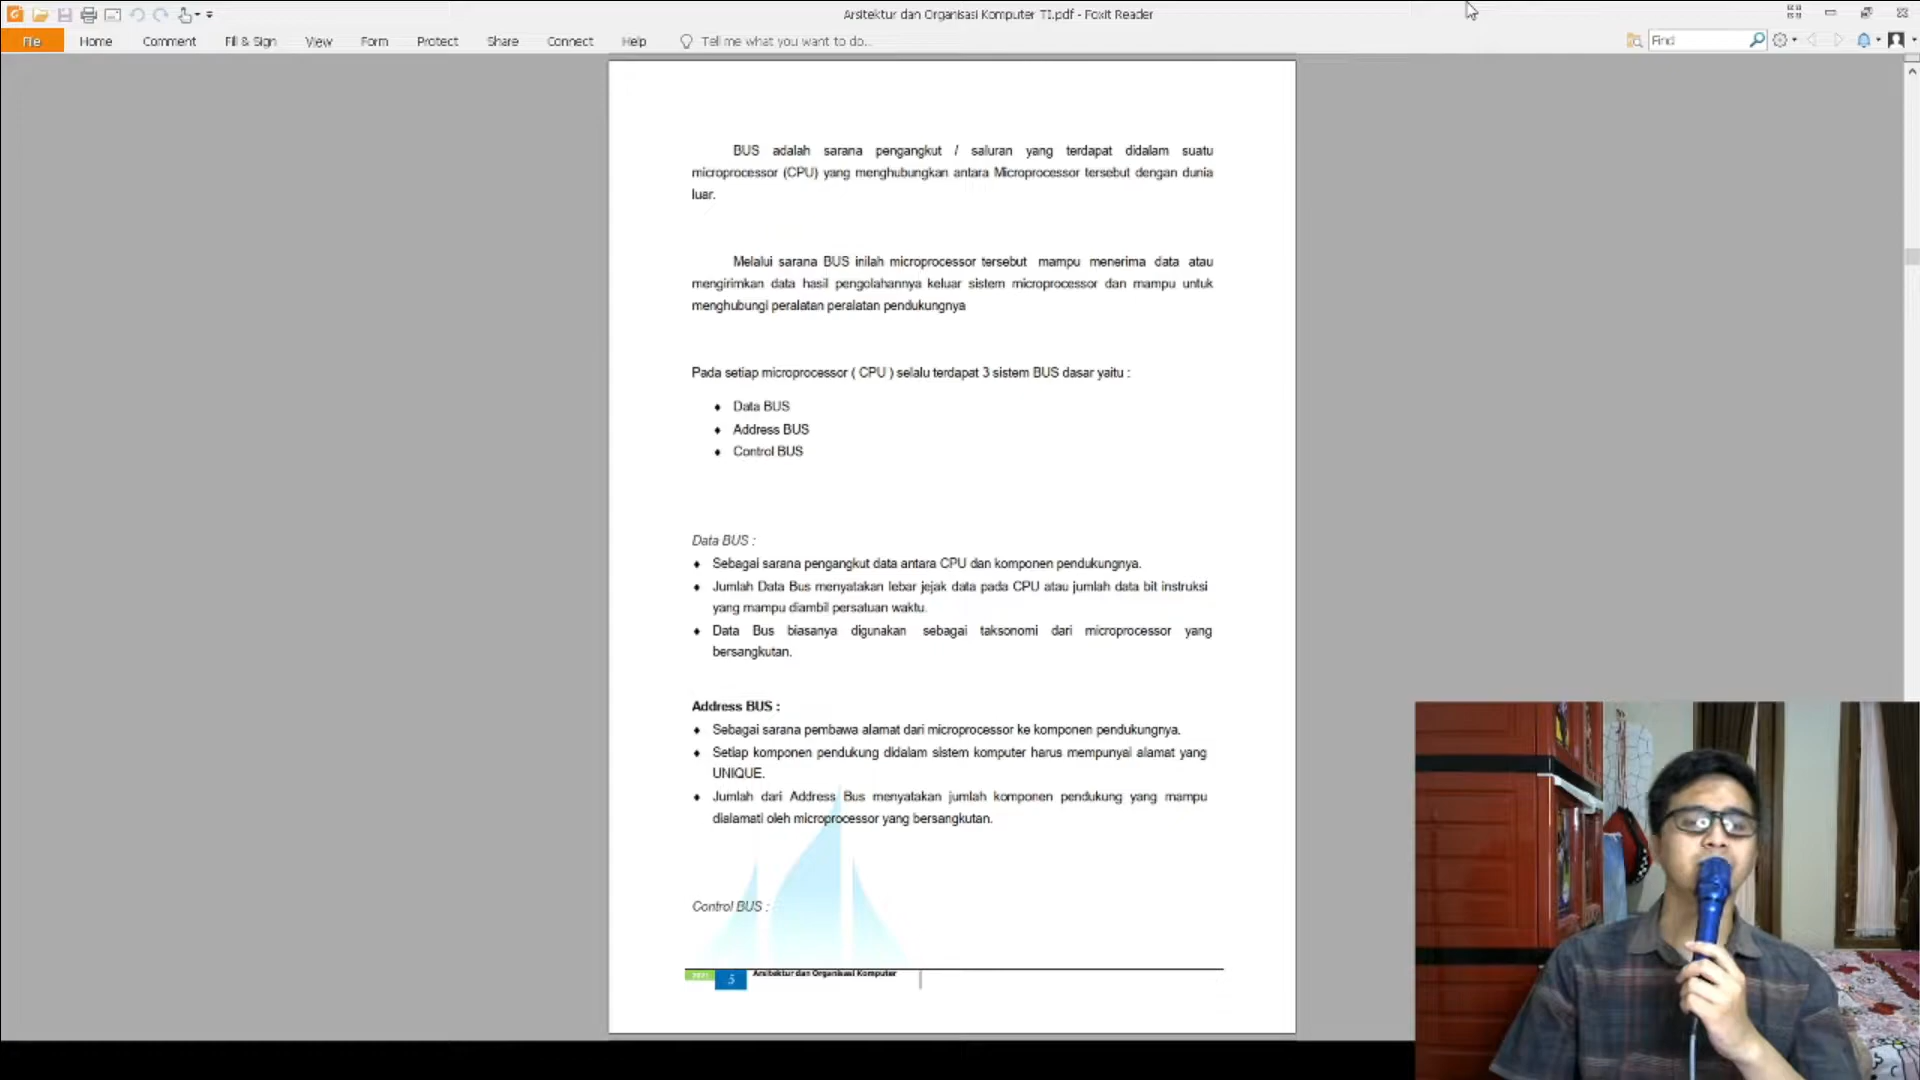 Arsitektur dan Organisasi Komputer TI.pdf - Foxit Reader
File Home Comment Fill & Sign View Form Protect Share Connect Help Tell me what you want to do... Find
BUS adalah sarana pengangkut / saluran yang terdapat didalam suatu
microprocessor (CPU) yang menghubungkan antara Microprocessor tersebut dengan dunia
luar.
Melalui sarana BUS inilah microprocessor tersebut mampu menerima data atau
mengirimkan data hasil pengolahannya keluar sistem microprocessor dan mampu untuk
menghubungi peralatan peralatan pendukungnya
Pada setiap microprocessor ( CPU ) selalu terdapat 3 sistem BUS dasar yaitu :
♦ Data BUS
♦ Address BUS
♦ Control BUS
Data BUS :
♦ Sebagai sarana pengangkut data antara CPU dan komponen pendukungnya.
♦ Jumlah Data Bus menyatakan lebar jejak data pada CPU atau jumlah data bit instruksi
yang mampu diambil persatuan waktu.
♦ Data Bus biasanya digunakan sebagai taksonomi dari microprocessor yang
bersangkutan.
Address BUS :
♦ Sebagai sarana pembawa alamat dari microprocessor ke komponen pendukungnya.
♦ Setiap komponen pendukung didalam sistem komputer harus mempunyai alamat yang
UNIQUE.
♦ Jumlah dari Address Bus menyatakan jumlah komponen pendukung yang mampu
dialamati oleh microprocessor yang bersangkutan.
Control BUS :
5 Arsitektur dan Organisasi Komputer